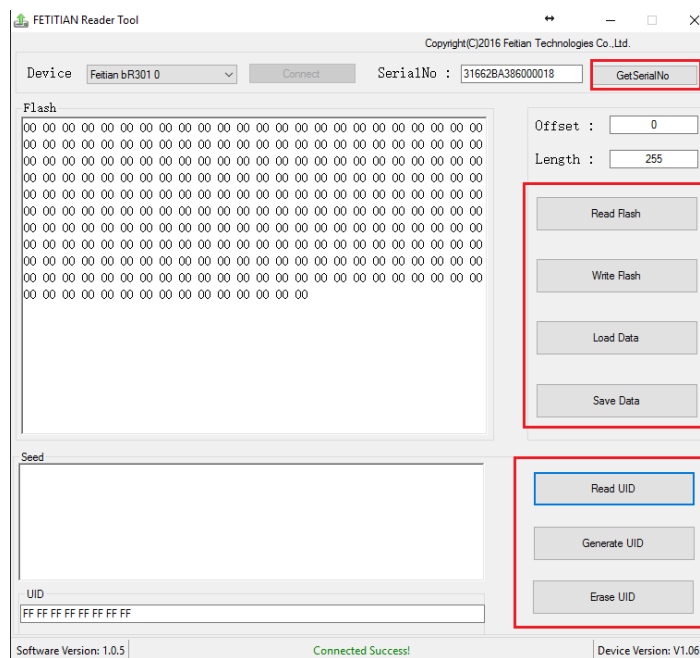 FETITIAN Reader Tool
Copyright(C)2016 Feitian Technologies Co.,Ltd.
Device Feitian bR301 0 Connect SerialNo : 31662BA386000018 GetSerialNo
Flash
00 00 00 00 00 00 00 00 00 00 00 00 00 00 00 00 00 00 00 00 00 00 00 00
00 00 00 00 00 00 00 00 00 00 00 00 00 00 00 00 00 00 00 00 00 00 00 00
00 00 00 00 00 00 00 00 00 00 00 00 00 00 00 00 00 00 00 00 00 00 00 00
00 00 00 00 00 00 00 00 00 00 00 00 00 00 00 00 00 00 00 00 00 00 00 00
00 00 00 00 00 00 00 00 00 00 00 00 00 00 00 00 00 00 00 00 00 00 00 00
00 00 00 00 00 00 00 00 00 00 00 00 00 00 00 00 00 00 00 00 00 00 00 00
00 00 00 00 00 00 00 00 00 00 00 00 00 00 00 00 00 00 00 00 00 00 00 00
00 00 00 00 00 00 00 00 00 00 00 00 00 00 00 00 00 00 00 00 00 00 00 00
00 00 00 00 00 00 00 00 00 00 00 00 00 00 00 00 00 00 00 00 00 00 00 00
00 00 00 00 00 00 00 00 00 00 00 00 00 00 00 00 00 00 00 00 00 00 00 00
00 00 00 00 00 00 00 00 00 00 00 00 00 00 00
Offset : 0
Length : 255
Read Flash
Write Flash
Load Data
Save Data
Seed
Read UID
Generate UID
Erase UID
UID
FF FF FF FF FF FF FF FF
Software Version: 1.0.5 Connected Success! Device Version: V1.06